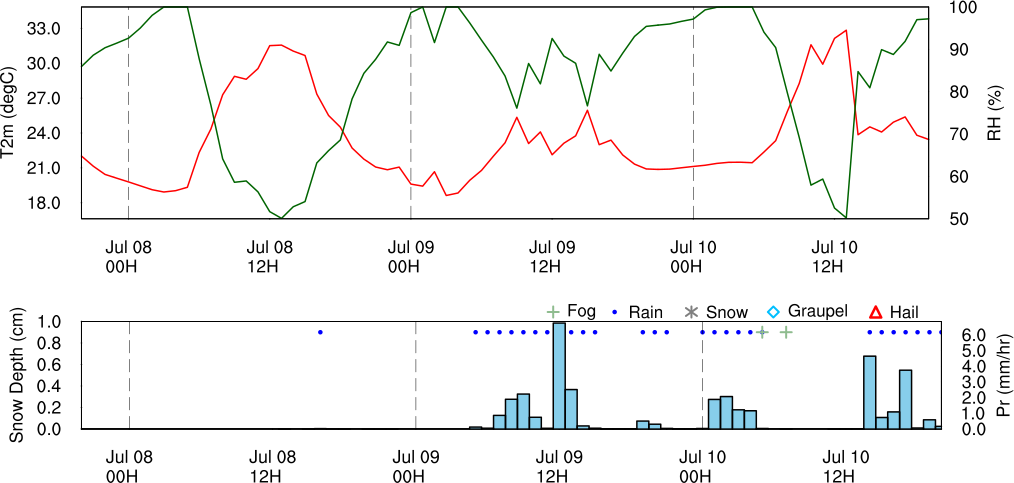 T2m (degC)
33.0
30.0
27.0
24.0
21.0
18.0
100
90
80
70
60
50
RH (%)
Jul 08 Jul 08 Jul 09 Jul 09 Jul 10 Jul 10
00H 12H 00H 12H 00H 12H
Fog Rain Snow Graupel Hail
Snow Depth (cm)
1.0
0.8
0.6
0.4
0.2
0.0
6.0
5.0
4.0
3.0
2.0
1.0
0.0
Pr (mm/hr)
Jul 08 Jul 08 Jul 09 Jul 09 Jul 10 Jul 10
00H 12H 00H 12H 00H 12H